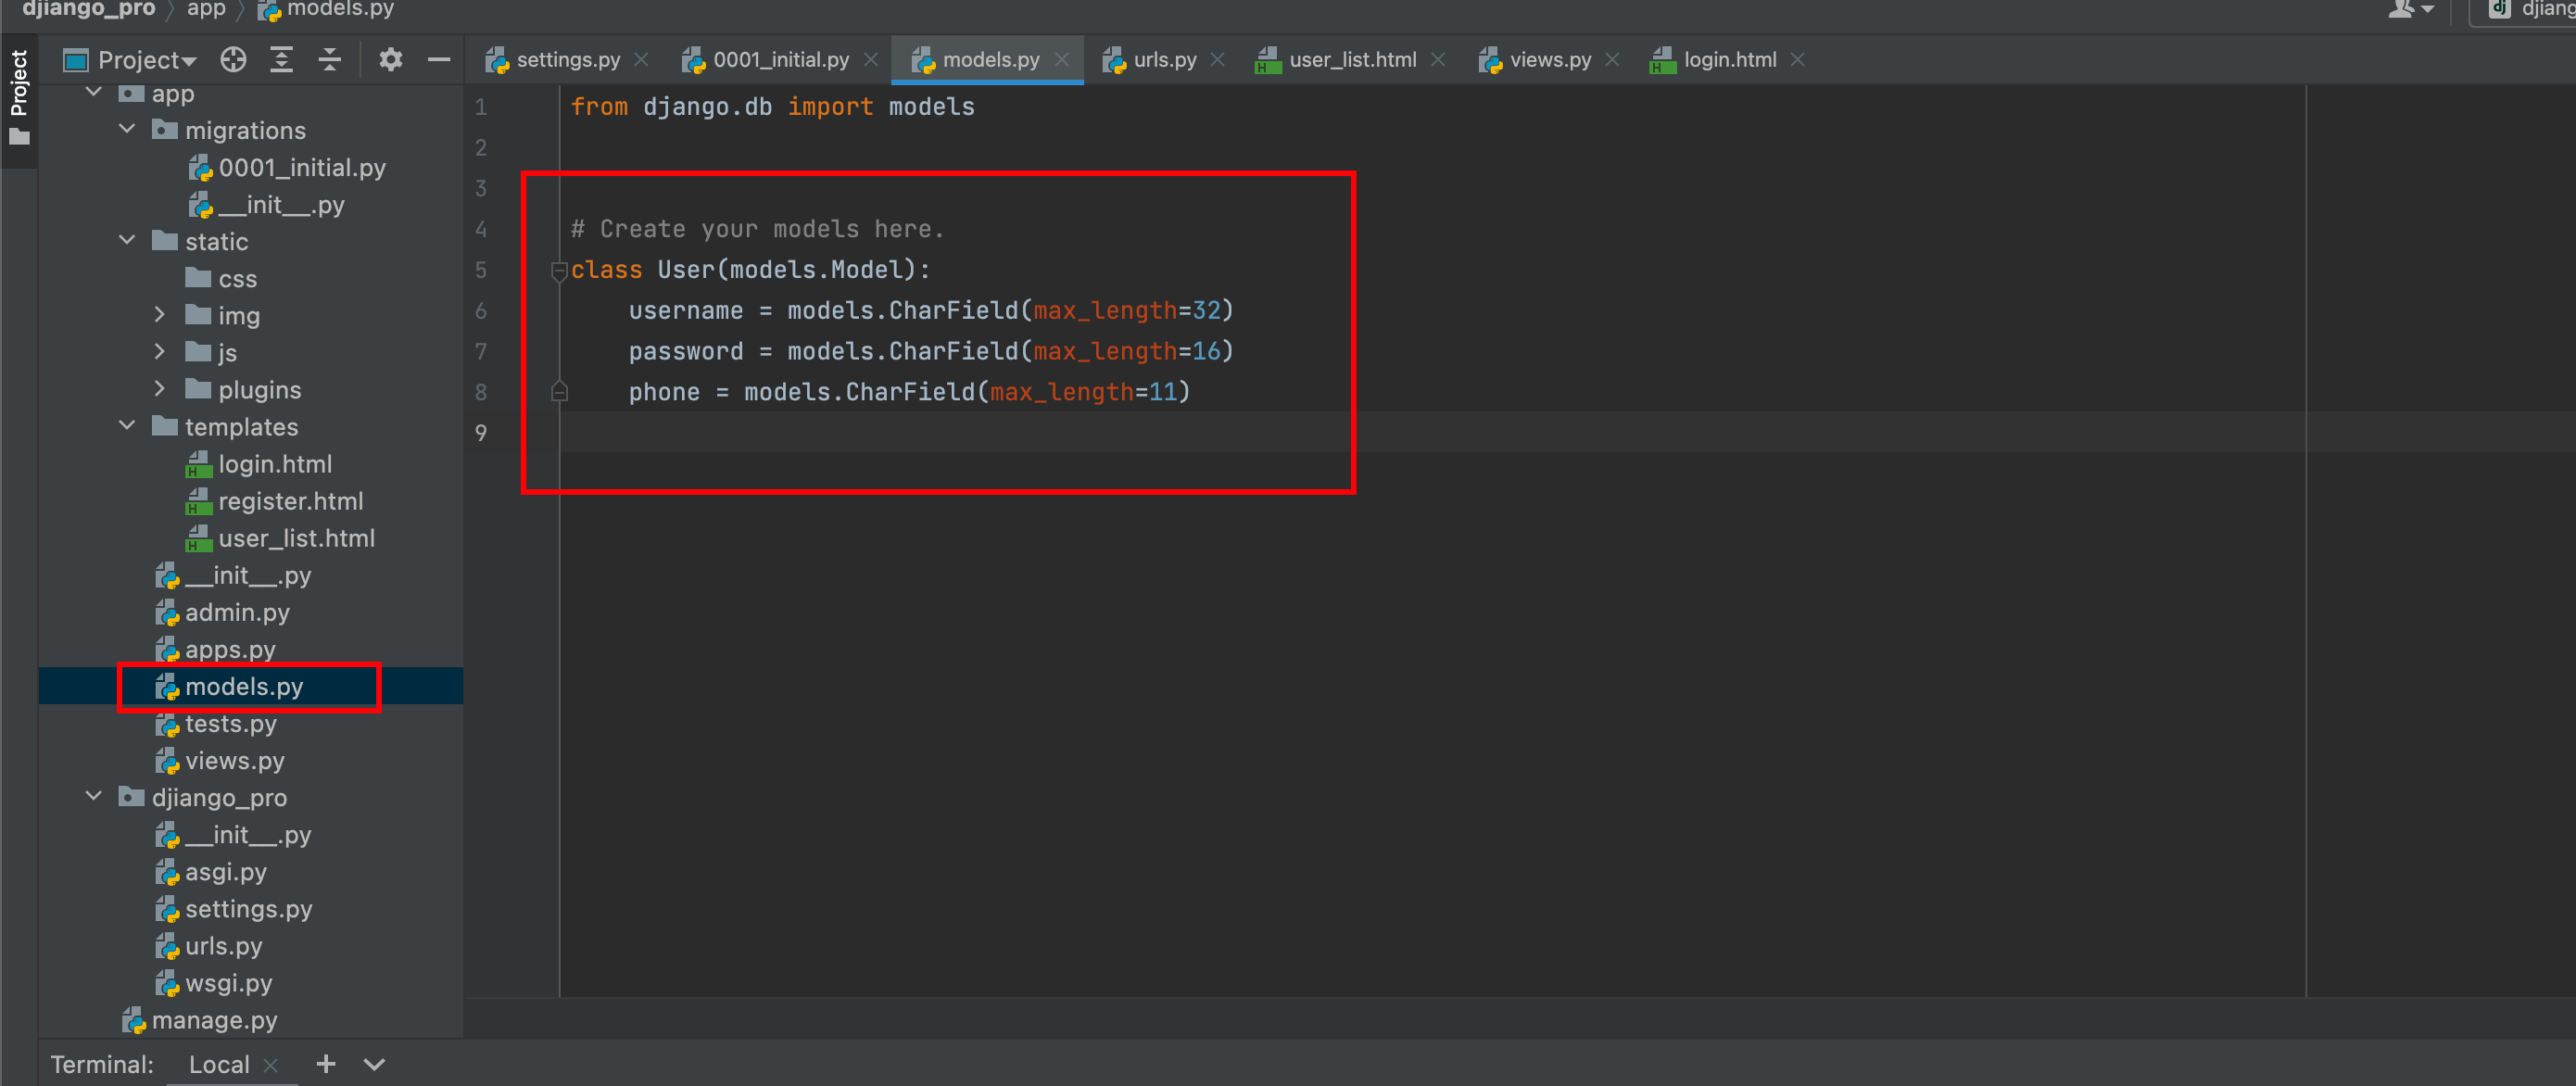 djiango_pro
app
models.py
djiang
Project
Project
settings.py
0001_initial.py
models.py
urls.py
user_list.html
views.py
login.html
app
migrations
0001_initial.py
__init__.py
static
css
img
js
plugins
templates
login.html
register.html
user_list.html
__init__.py
admin.py
apps.py
models.py
tests.py
views.py
djiango_pro
__init__.py
asgi.py
settings.py
urls.py
wsgi.py
manage.py
1 from django.db import models
2
3
4 # Create your models here.
5 class User(models.Model):
6 username = models.CharField(max_length=32)
7 password = models.CharField(max_length=16)
8 phone = models.CharField(max_length=11)
9
Terminal: Local